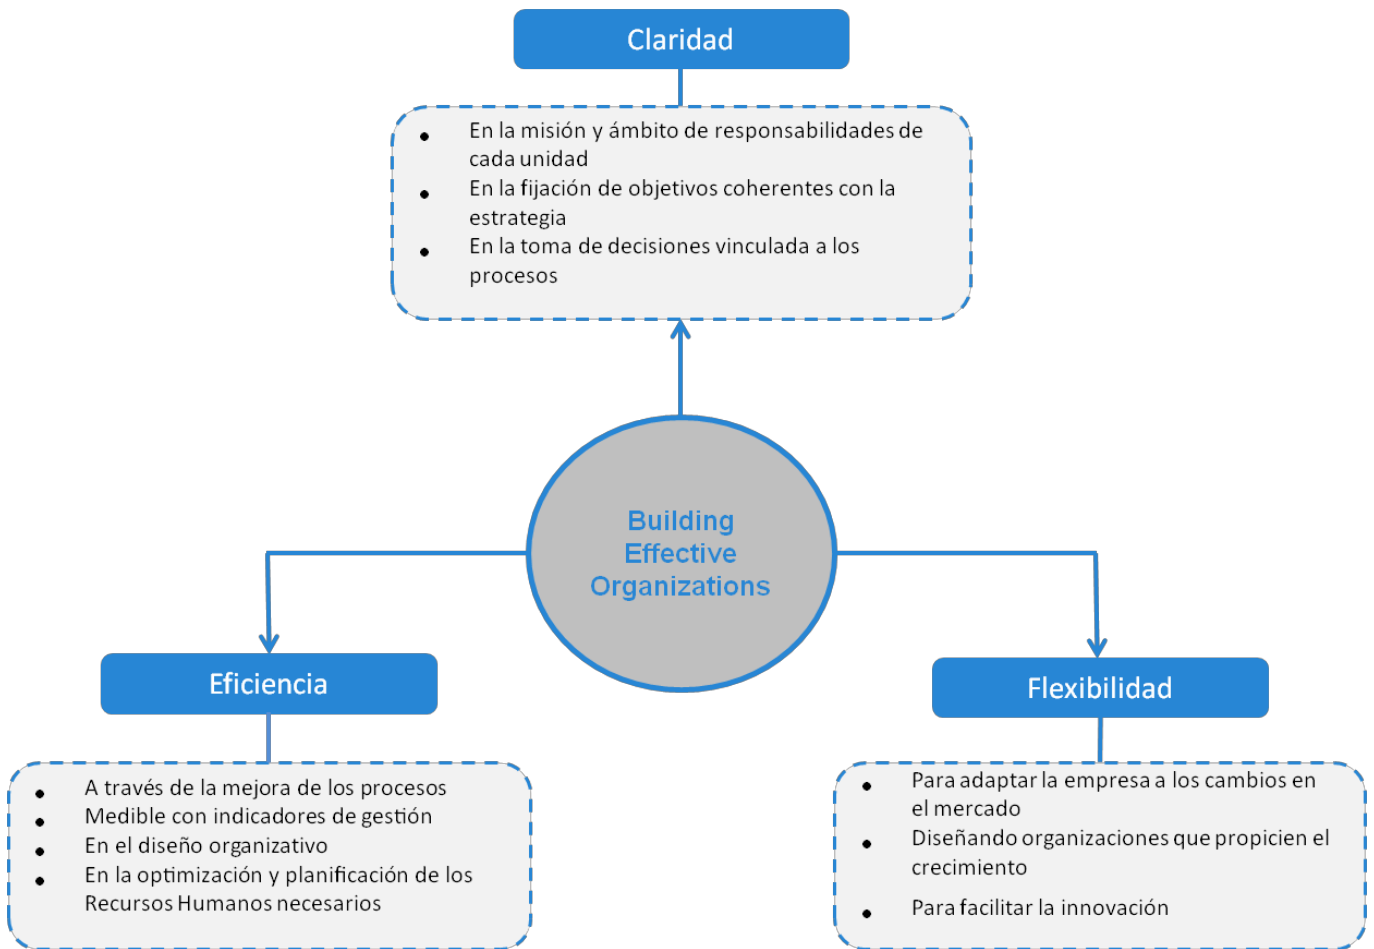 Claridad
En la misión y ámbito de responsabilidades de
cada unidad
En la fijación de objetivos coherentes con la
estrategia
En la toma de decisiones vinculada a los
procesos
Building
Effective
Organizations
Eficiencia
A través de la mejora de los procesos
Medible con indicadores de gestión
En el diseño organizativo
En la optimización y planificación de los
Recursos Humanos necesarios
Flexibilidad
Para adaptar la empresa a los cambios en
el mercado
Diseñando organizaciones que propicien el
crecimiento
Para facilitar la innovación